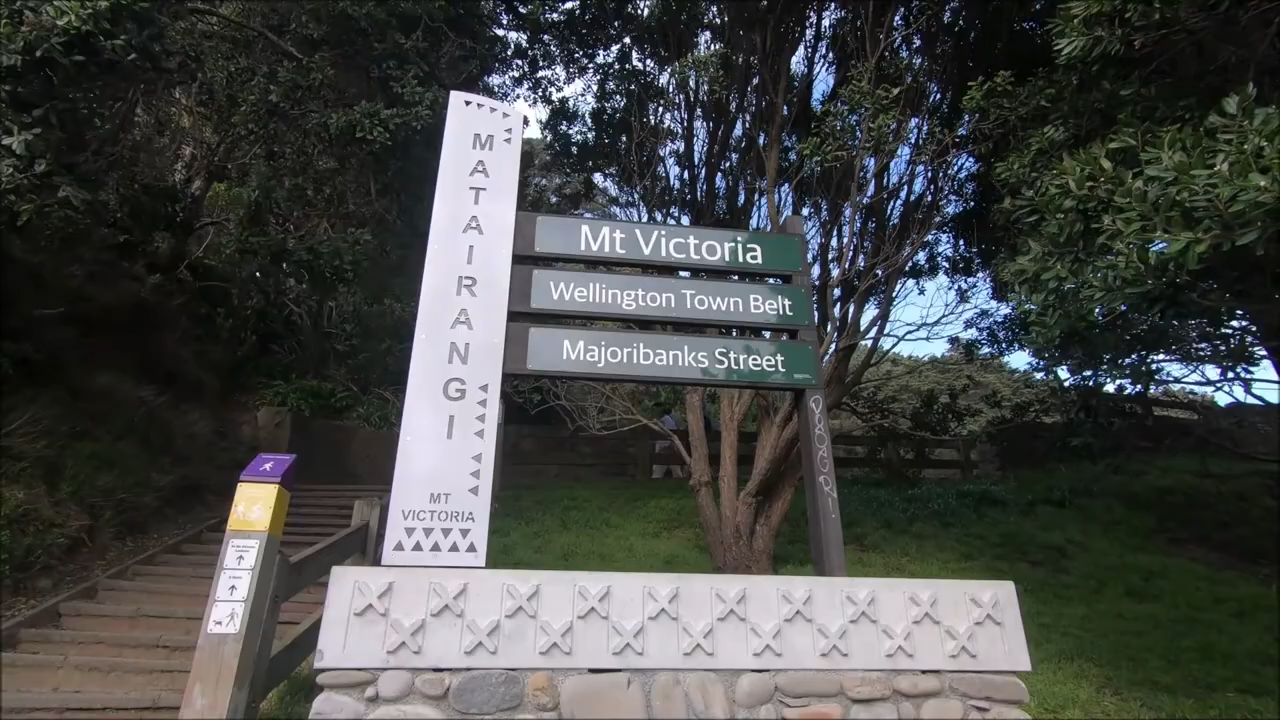 MATAIRANGI
MT
VICTORIA
Mt Victoria
Wellington Town Belt
Majoribanks Street